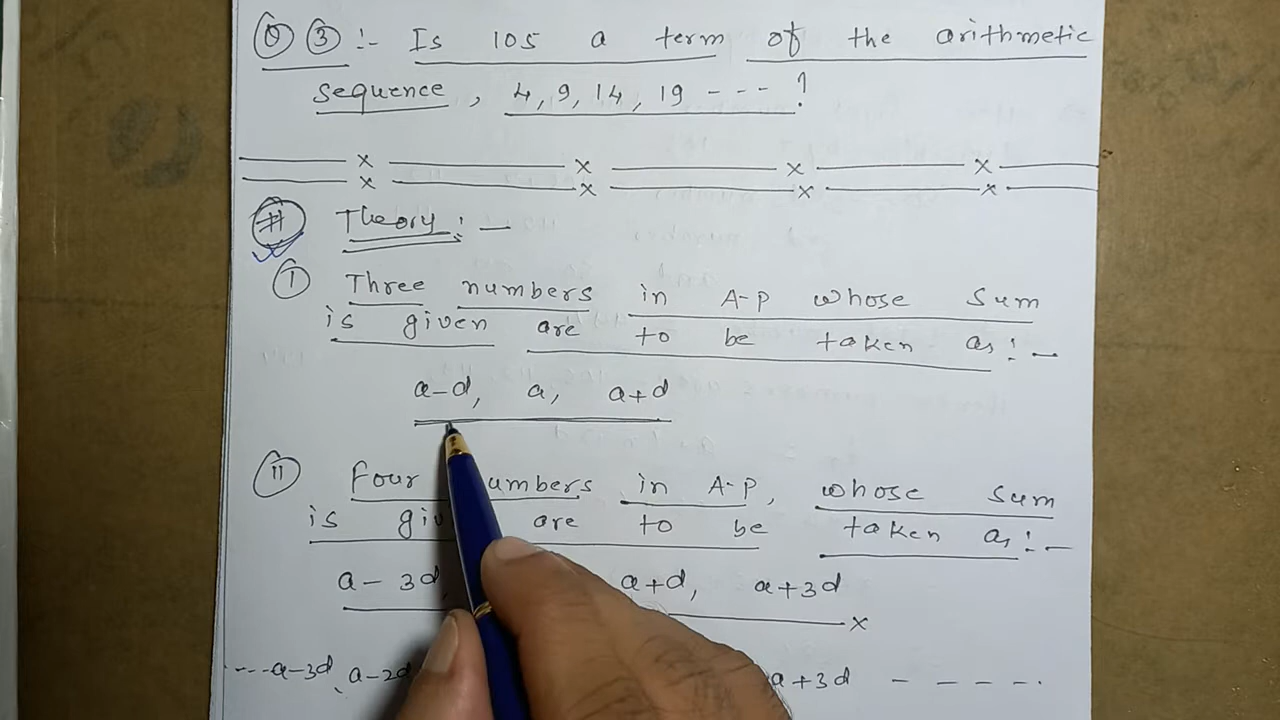 Q 3 :- Is 105 a term of the arithmetic
sequence, 4, 9, 14, 19 - - - ?
# Theory : -
I Three numbers in A-P whose sum
is given are to be taken as : -
a-d, a, a+d
II Four numbers in A-P, whose sum
is are to be taken as : -
a - 3d a+d, a+3d
----a-3d, a-2d a+3d - - - - .